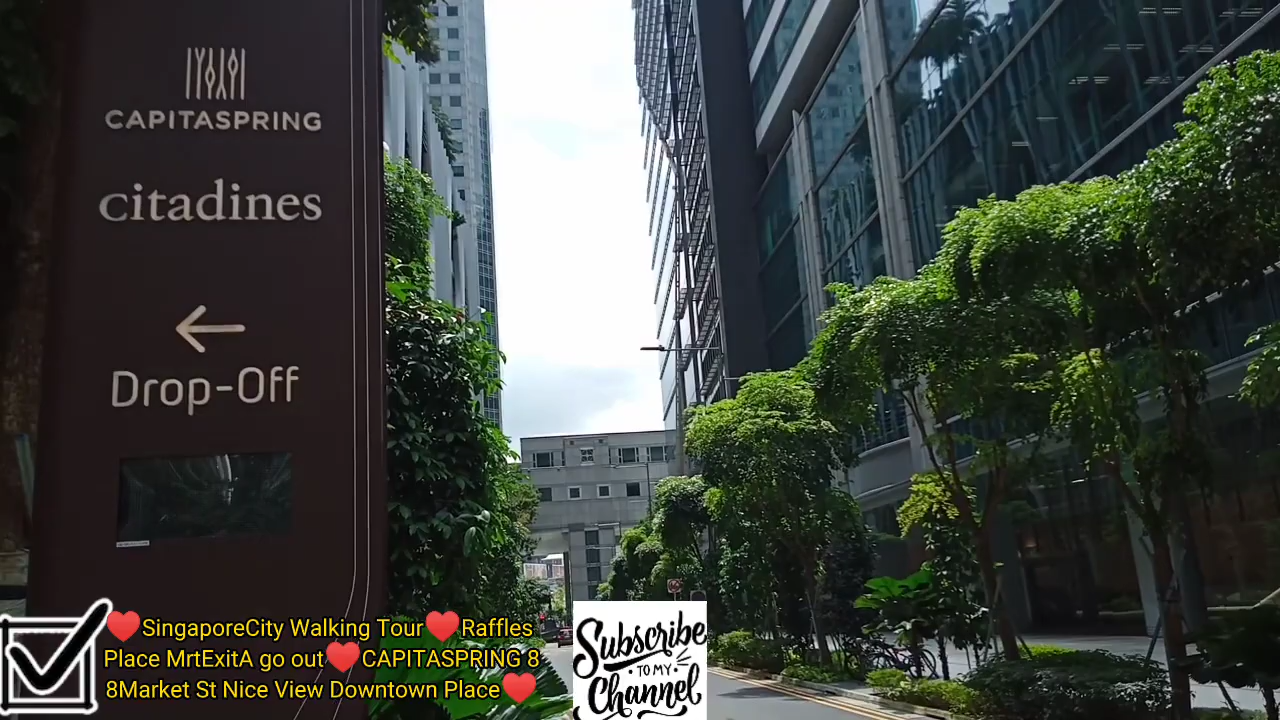 CAPITASPRING
citadines
Drop-Off
♥️SingaporeCity Walking Tour♥️Raffles
Place MrtExitA go out♥️CAPITASPRING 8
8Market St Nice View Downtown Place♥️
Subscribe
TO MY
Channel